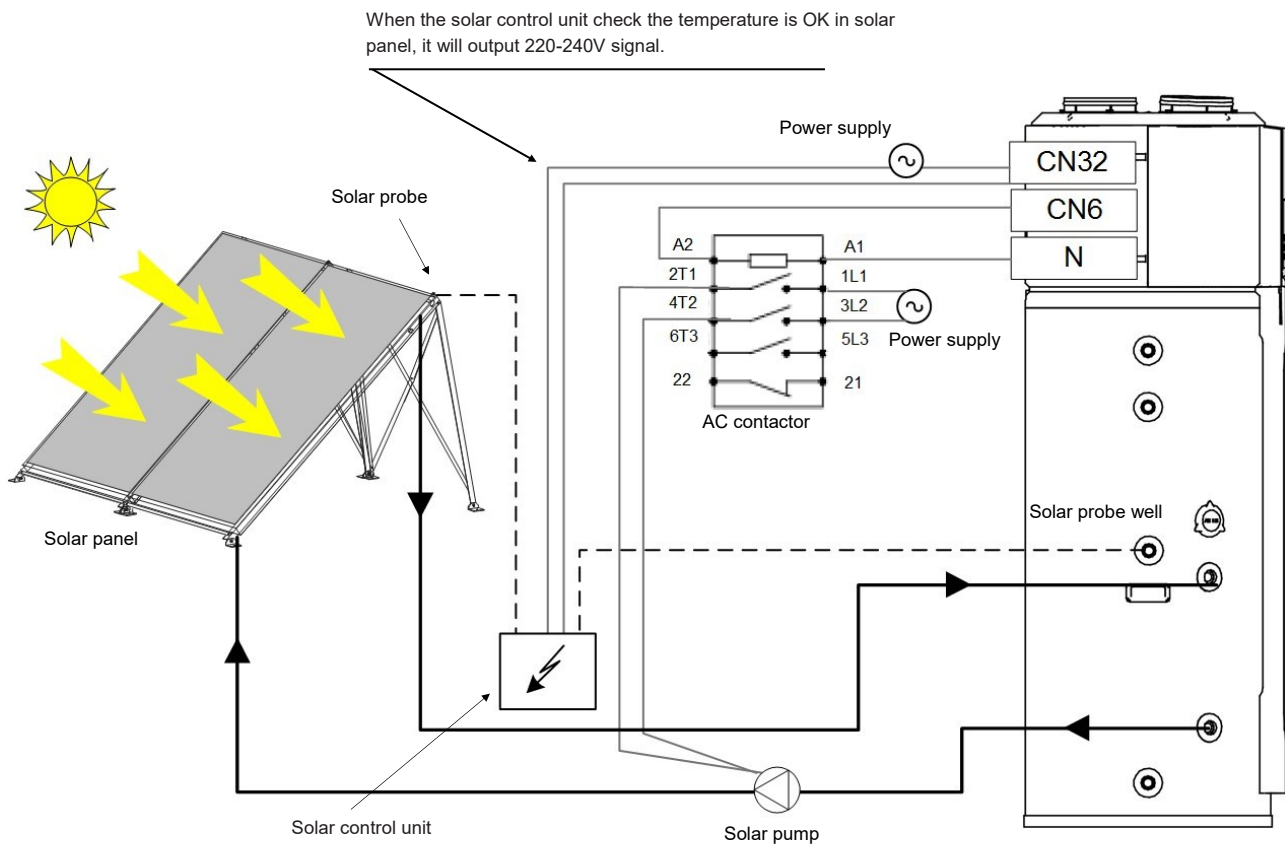 When the solar control unit check the temperature is OK in solar
panel, it will output 220-240V signal.
Power supply
CN32
Solar probe
CN6
A2
A1
N
2T1
1L1
4T2
3L2
6T3
5L3
Power supply
22
21
AC contactor
Solar probe well
Solar panel
Solar control unit
Solar pump